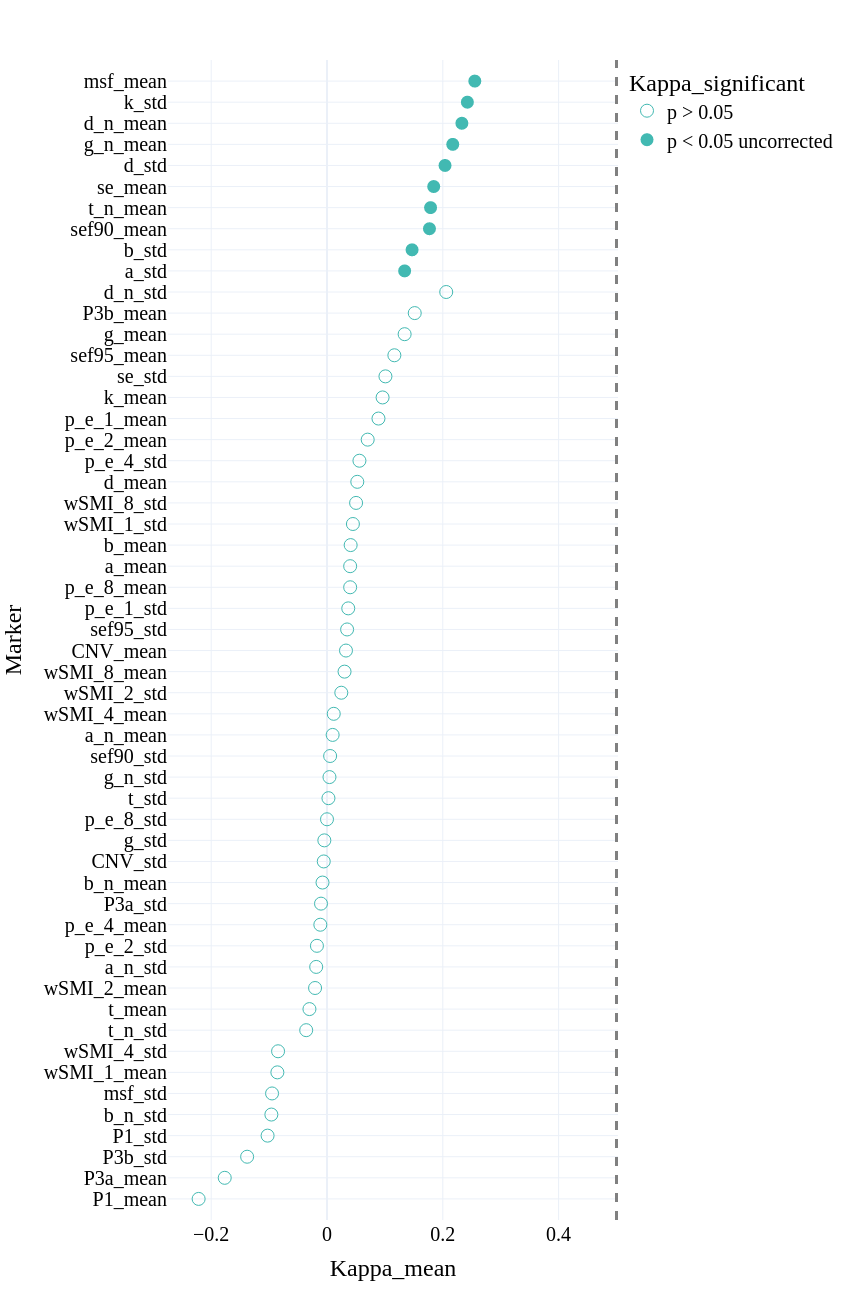 Kappa_significant
p > 0.05
p < 0.05 uncorrected
Marker
msf_mean
k_std
d_n_mean
g_n_mean
d_std
se_mean
t_n_mean
sef90_mean
b_std
a_std
d_n_std
P3b_mean
g_mean
sef95_mean
se_std
k_mean
p_e_1_mean
p_e_2_mean
p_e_4_std
d_mean
wSMI_8_std
wSMI_1_std
b_mean
a_mean
p_e_8_mean
p_e_1_std
sef95_std
CNV_mean
wSMI_8_mean
wSMI_2_std
wSMI_4_mean
a_n_mean
sef90_std
g_n_std
t_std
p_e_8_std
g_std
CNV_std
b_n_mean
P3a_std
p_e_4_mean
p_e_2_std
a_n_std
wSMI_2_mean
t_mean
t_n_std
wSMI_4_std
wSMI_1_mean
msf_std
b_n_std
P1_std
P3b_std
P3a_mean
P1_mean
−0.2 0 0.2 0.4
Kappa_mean